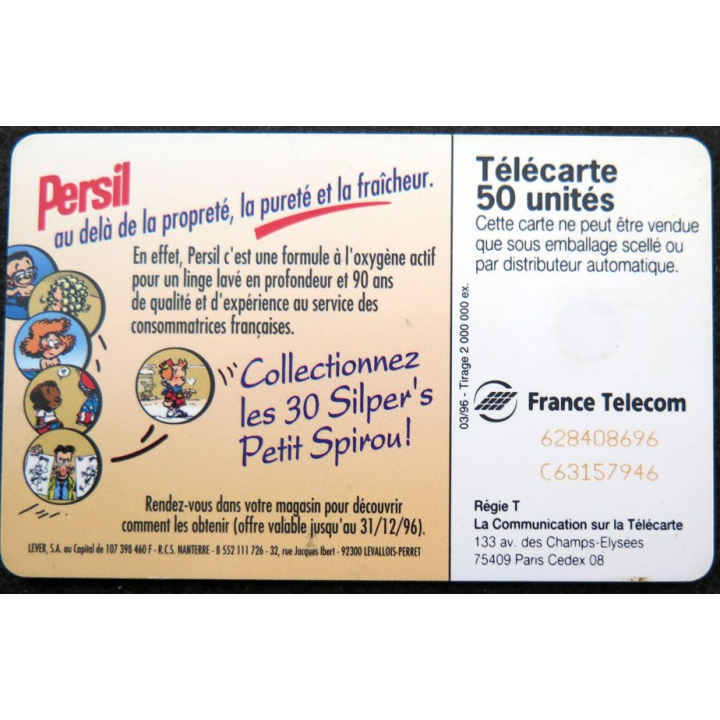 Persil
au delà de la propreté, la pureté et la fraîcheur.
En effet, Persil c'est une formule à l'oxygène actif
pour un linge lavé en profondeur et 90 ans
de qualité et d'expérience au service des
consommatrices françaises.
Collectionnez
les 30 Silper's
Petit Spirou!
Rendez-vous dans votre magasin pour découvrir
comment les obtenir (offre valable jusqu'au 31/12/96).
LEVER, S.A. au Capital de 107 398 460 F - R.C.S. NANTERRE - B 552 111 726 - 32, rue Jacques Ibert - 92300 LEVALLOIS-PERRET
03/96 - Tirage 2 000 000 ex.
Télécarte
50 unités
Cette carte ne peut être vendue
que sous emballage scellé ou
par distributeur automatique.
France Telecom
628408696
C63157946
Régie T
La Communication sur la Télécarte
133 av. des Champs-Elysées
75409 Paris Cedex 08